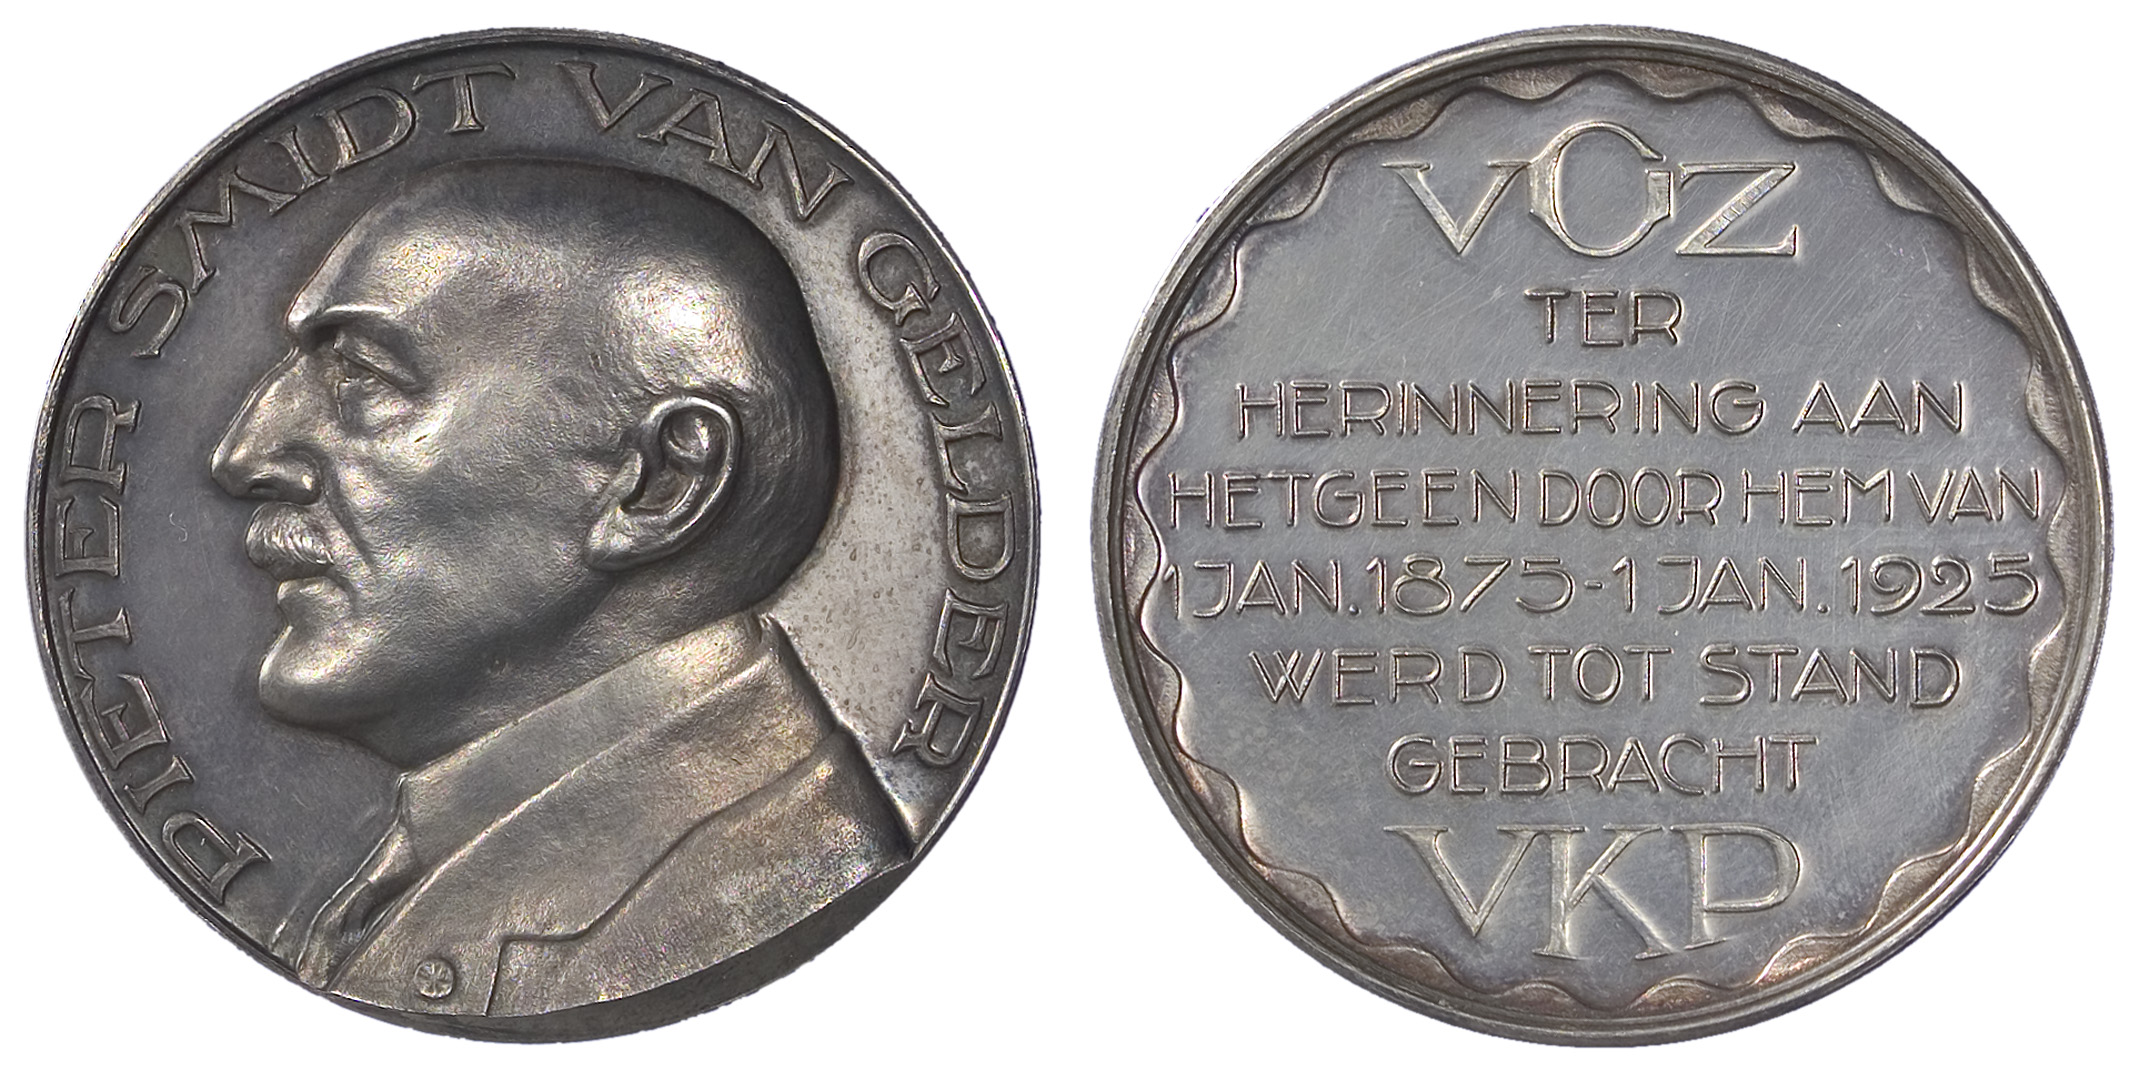 PIETER SMIDT VAN GELDER
VGZ
TER
HERINNERING AAN
HETGEEN DOOR HEM VAN
1 JAN. 1875-1 JAN. 1925
WERD TOT STAND
GEBRACHT
VKP